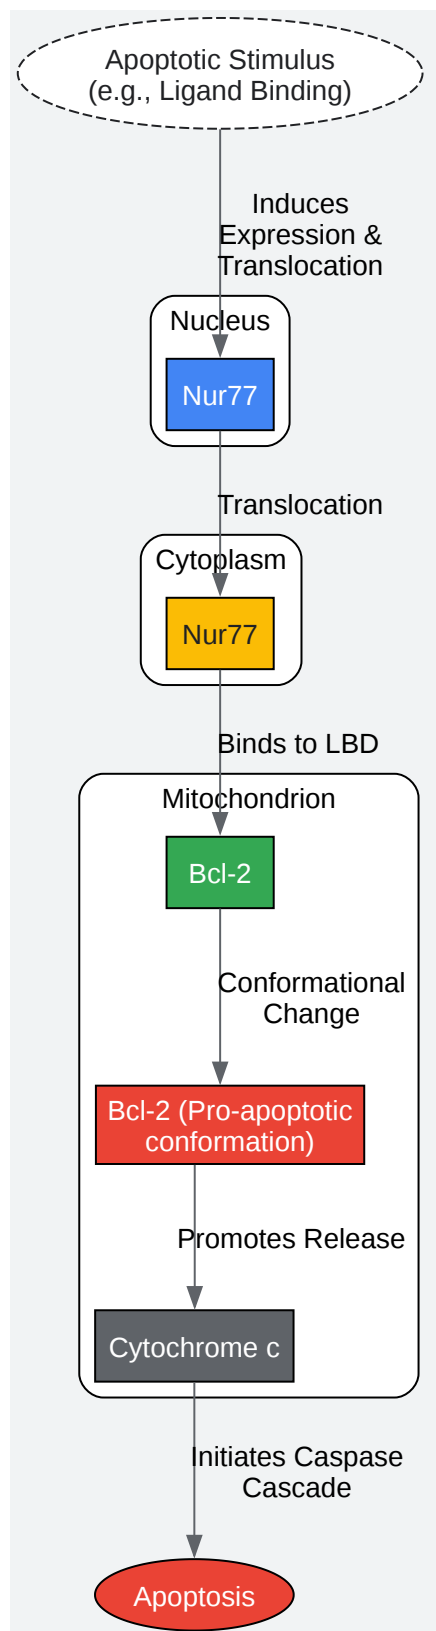 Apoptotic Stimulus
(e.g., Ligand Binding)
Induces
Expression &
Translocation
Nucleus
Nur77
Translocation
Cytoplasm
Nur77
Binds to LBD
Mitochondrion
Bcl-2
Conformational
Change
Bcl-2 (Pro-apoptotic
conformation)
Promotes Release
Cytochrome c
Initiates Caspase
Cascade
Apoptosis